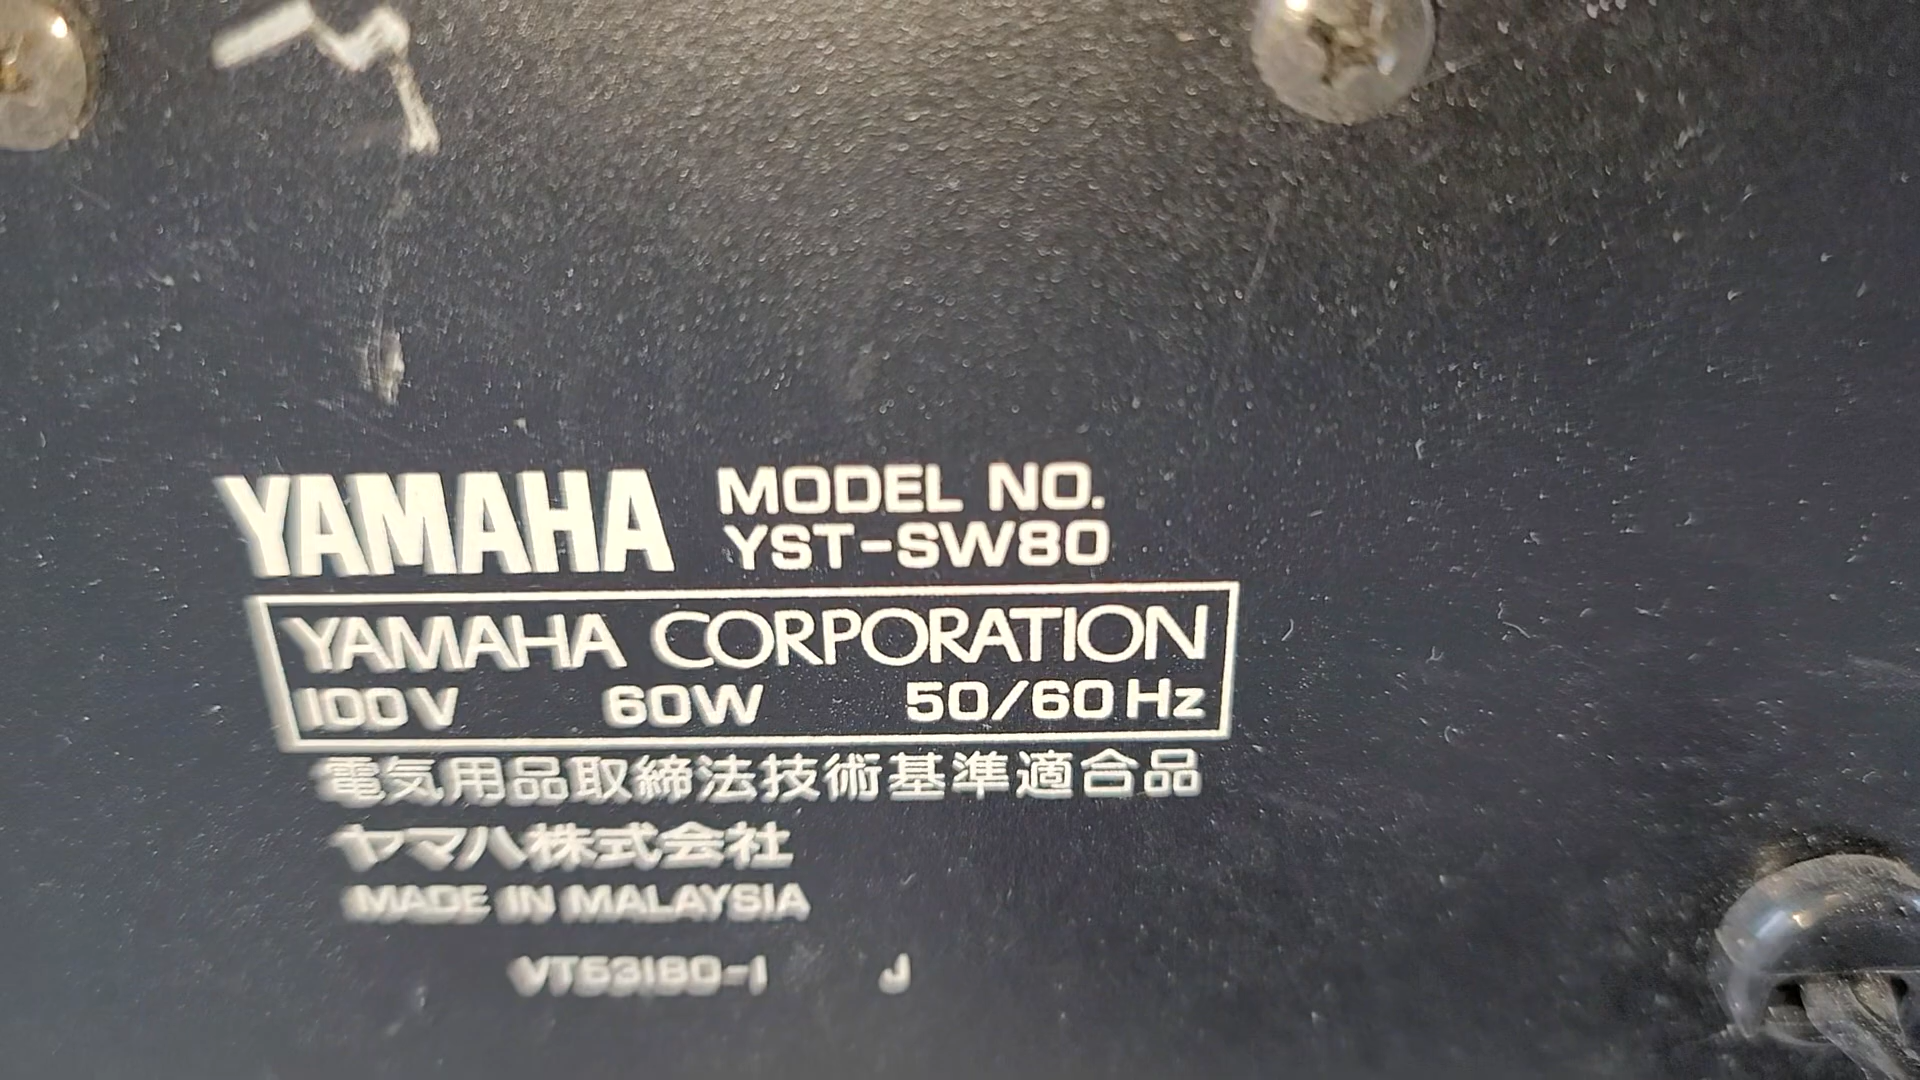 YAMAHA MODEL NO.
YST-SW80
YAMAHA CORPORATION
100V 60W 50/60Hz
電気用品取締法技術基準適合品
ヤマハ株式会社
MADE IN MALAYSIA
VT53180-1 J